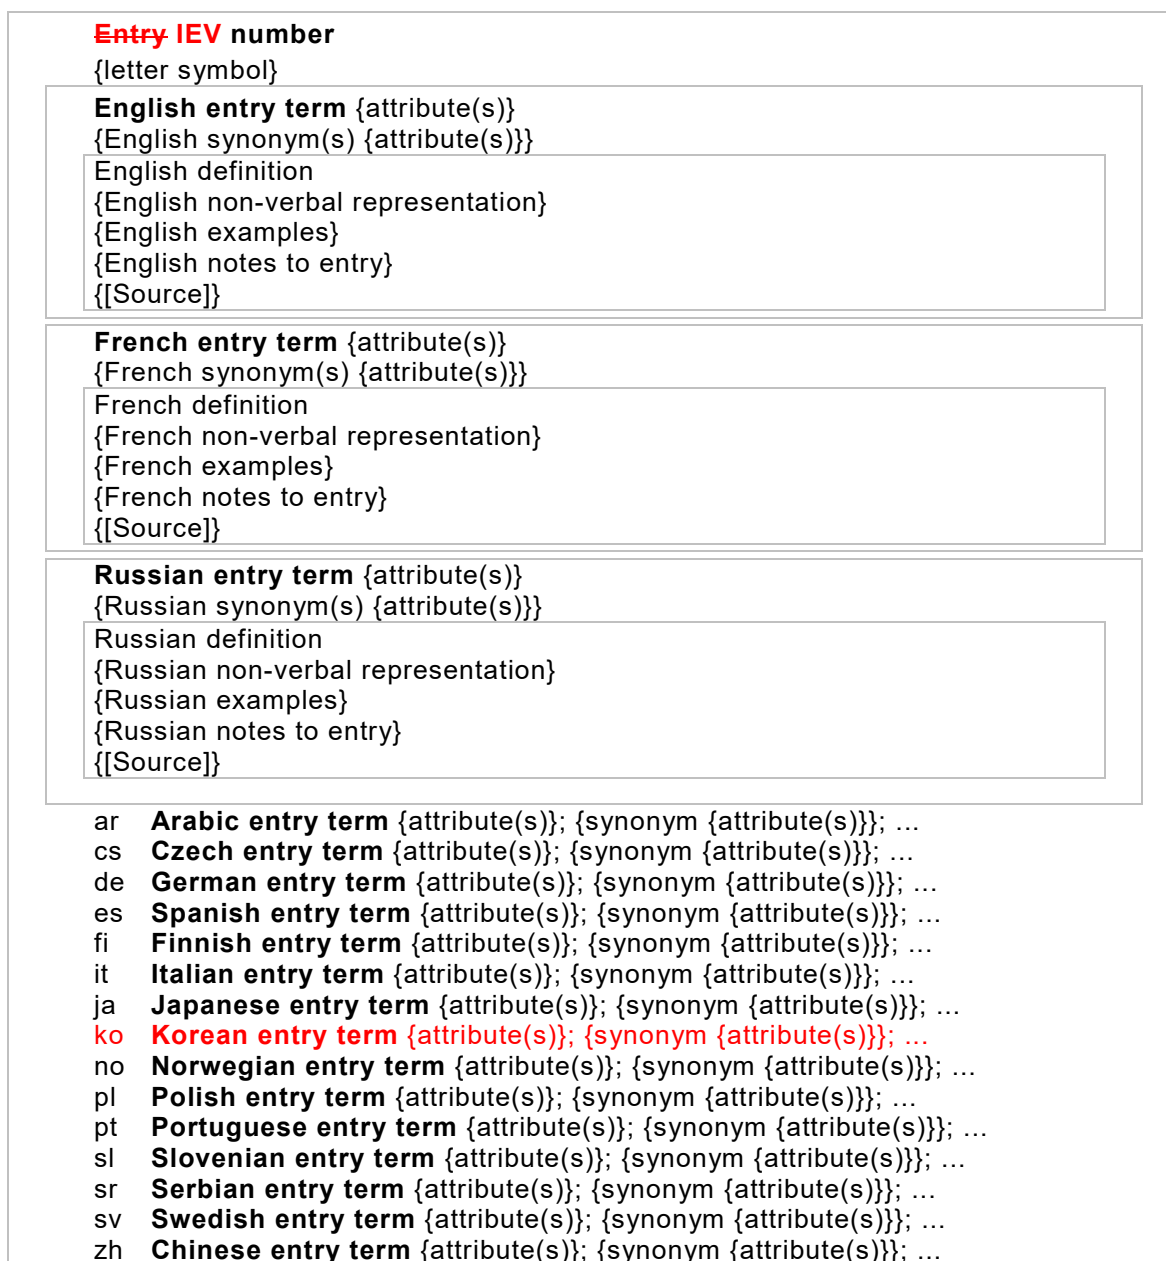 Entry IEV number
{letter symbol}
English entry term {attribute(s)}
{English synonym(s) {attribute(s)}}
English definition
{English non-verbal representation}
{English examples}
{English notes to entry}
{[Source]}
French entry term {attribute(s)}
{French synonym(s) {attribute(s)}}
French definition
{French non-verbal representation}
{French examples}
{French notes to entry}
{[Source]}
Russian entry term {attribute(s)}
{Russian synonym(s) {attribute(s)}}
Russian definition
{Russian non-verbal representation}
{Russian examples}
{Russian notes to entry}
{[Source]}
ar Arabic entry term {attribute(s)}; {synonym {attribute(s)}}; ...
cs Czech entry term {attribute(s)}; {synonym {attribute(s)}}; ...
de German entry term {attribute(s)}; {synonym {attribute(s)}}; ...
es Spanish entry term {attribute(s)}; {synonym {attribute(s)}}; ...
fi Finnish entry term {attribute(s)}; {synonym {attribute(s)}}; ...
it Italian entry term {attribute(s)}; {synonym {attribute(s)}}; ...
ja Japanese entry term {attribute(s)}; {synonym {attribute(s)}}; ...
ko Korean entry term {attribute(s)}; {synonym {attribute(s)}}; ...
no Norwegian entry term {attribute(s)}; {synonym {attribute(s)}}; ...
pl Polish entry term {attribute(s)}; {synonym {attribute(s)}}; ...
pt Portuguese entry term {attribute(s)}; {synonym {attribute(s)}}; ...
sl Slovenian entry term {attribute(s)}; {synonym {attribute(s)}}; ...
sr Serbian entry term {attribute(s)}; {synonym {attribute(s)}}; ...
sv Swedish entry term {attribute(s)}; {synonym {attribute(s)}}; ...
zh Chinese entry term {attribute(s)}; {synonym {attribute(s)}}; ...